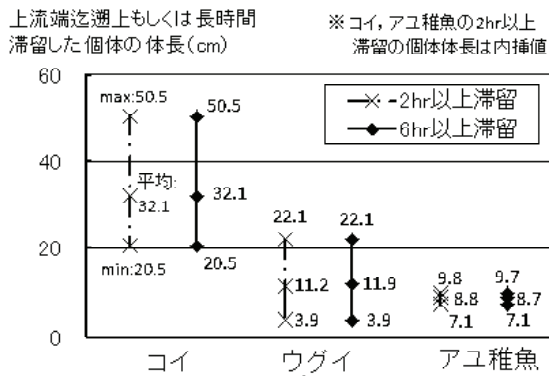 上流端迄遡上もしくは長時間
滞留した個体の体長(cm)
※コイ,アユ稚魚の2hr以上
滞留の個体体長は内挿値
60
40
20
0
2hr以上滞留
6hr以上滞留
max:50.5
平均:
32.1
min:20.5
50.5
32.1
20.5
22.1
11.2
3.9
22.1
11.9
3.9
9.8
8.8
7.1
9.7
8.7
7.1
コイ
ウグイ
アユ稚魚